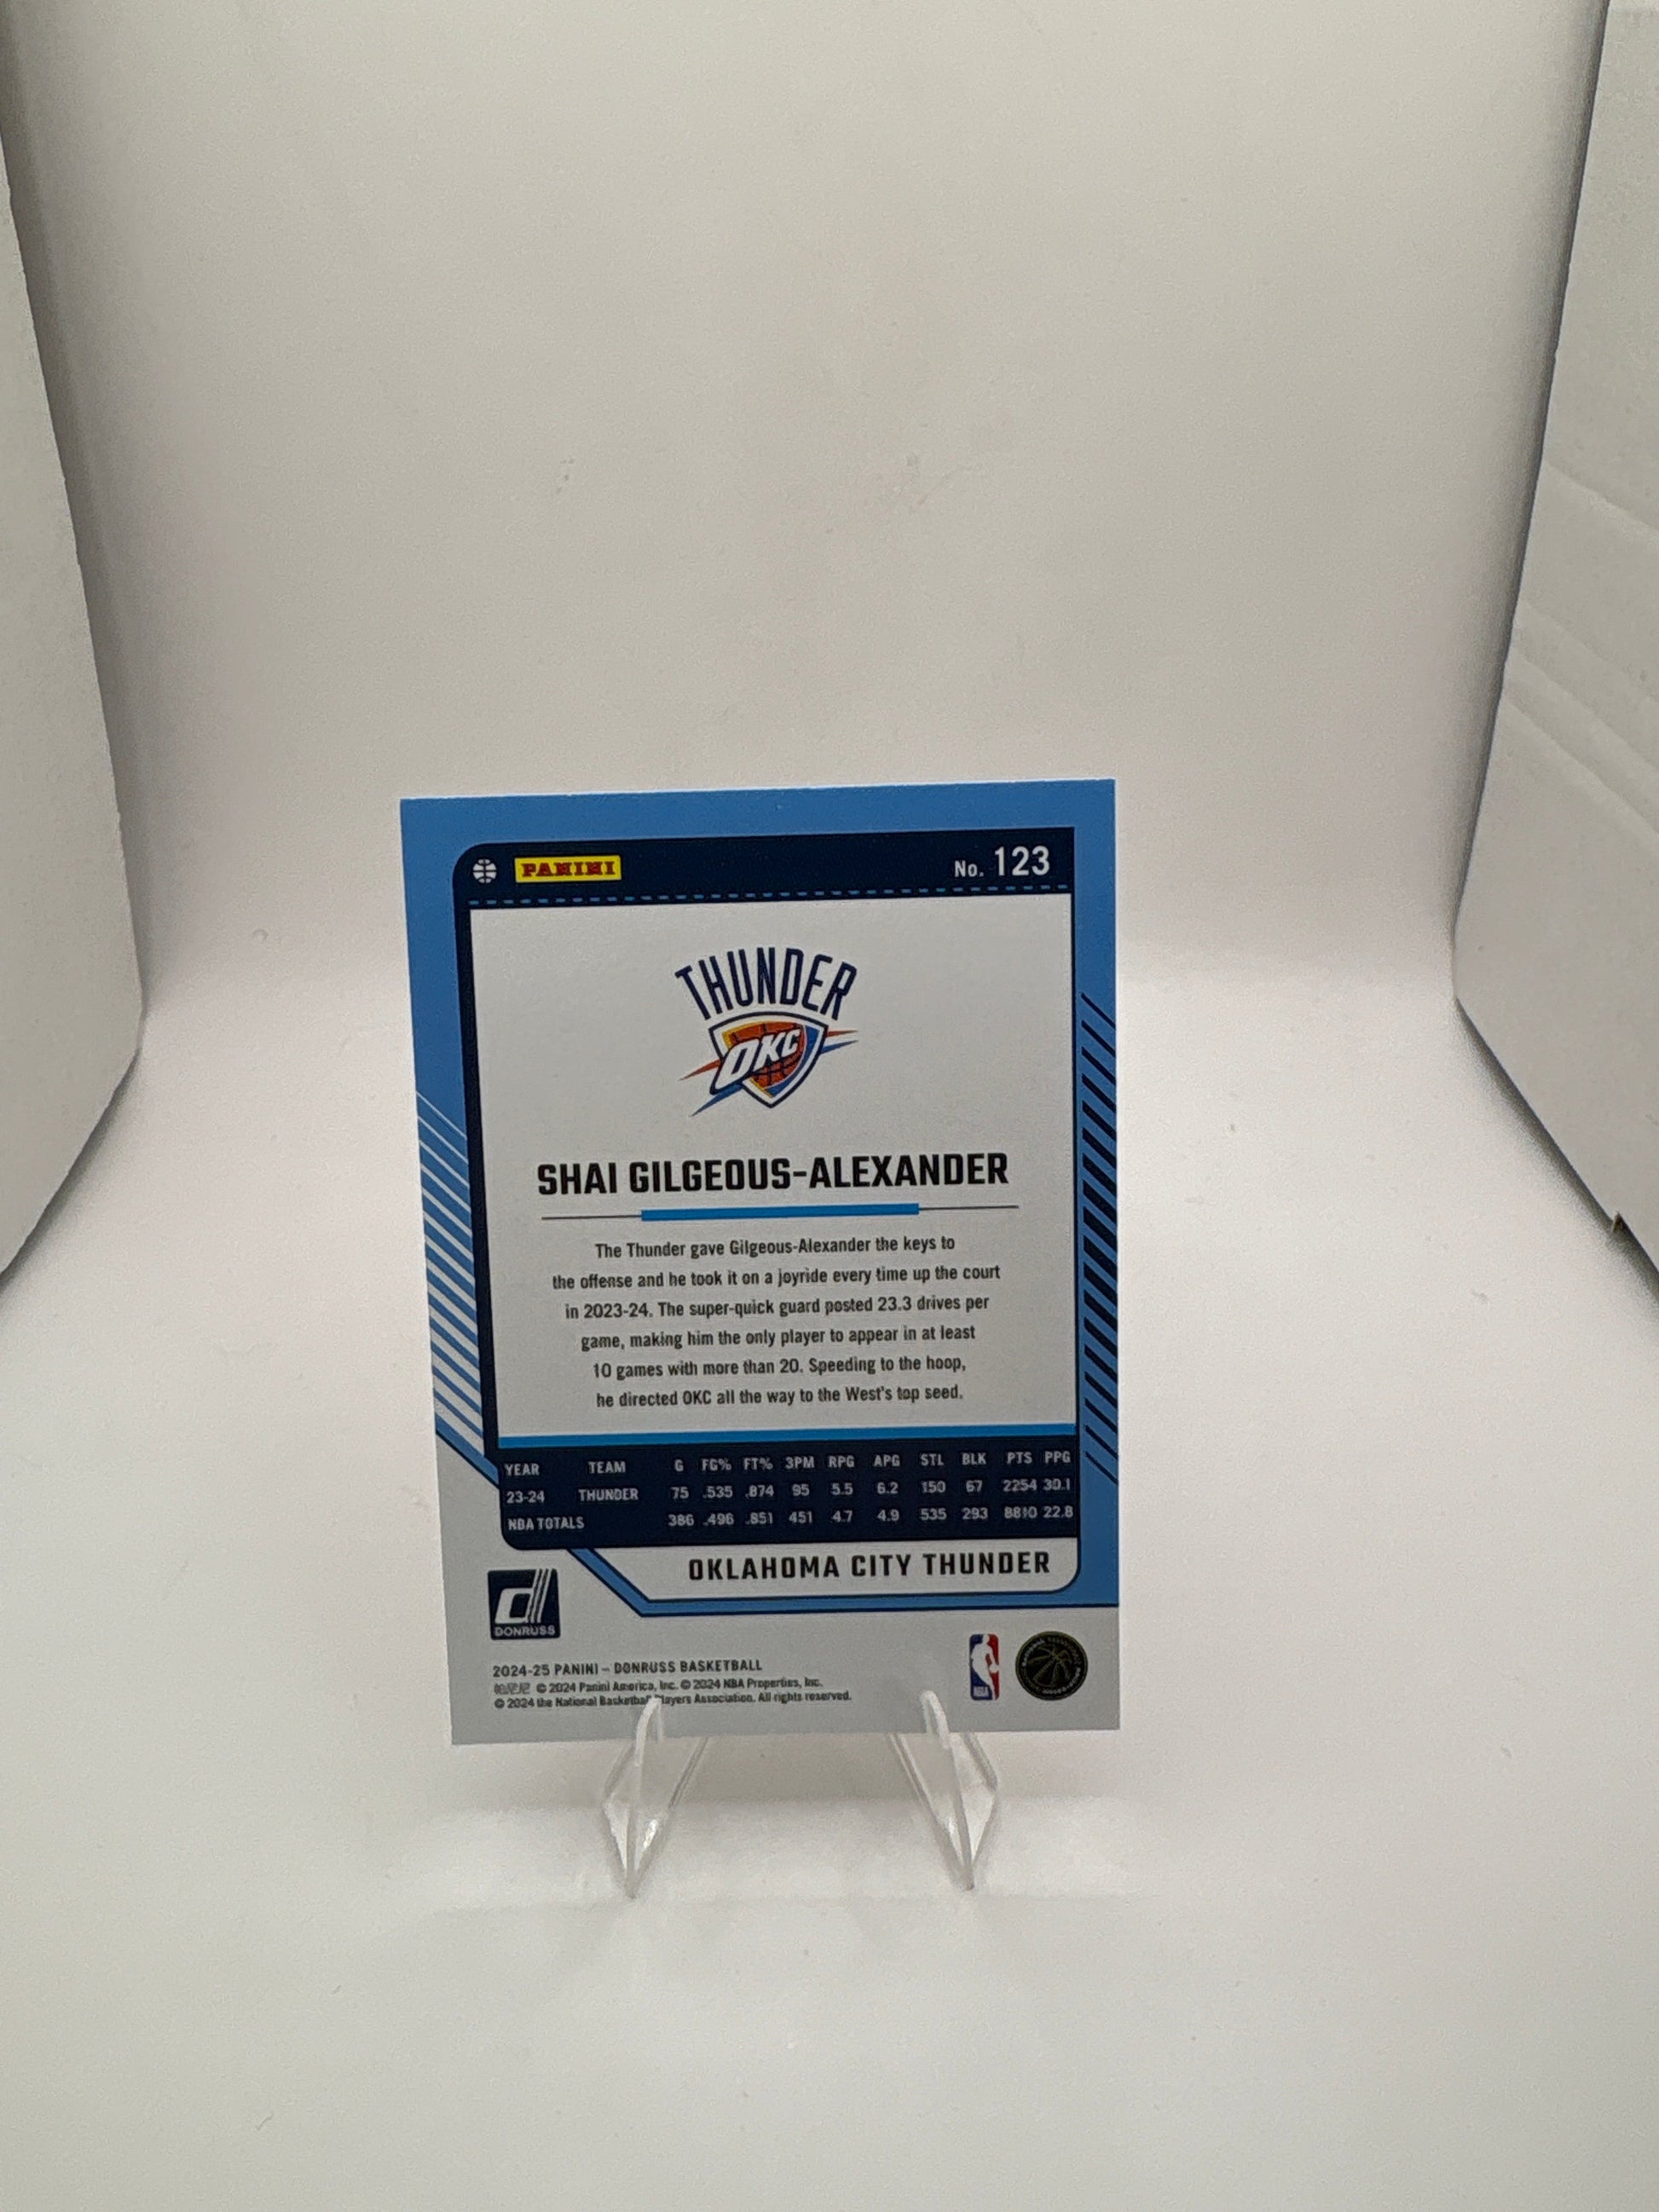 PANINI
No. 123
THUNDER
OKC
SHAI GILGEOUS-ALEXANDER
The Thunder gave Gilgeous-Alexander the keys to
the offense and he took it on a joyride every time up the court
in 2023-24. The super-quick guard posted 23.3 drives per
game, making him the only player to appear in at least
10 games with more than 20. Speeding to the hoop,
he directed OKC all the way to the West's top seed.
YEAR TEAM G FG% FT% 3PM RPG APG STL BLK PTS PPG
23-24 THUNDER 75 .535 .874 95 5.5 6.2 150 67 2254 30.1
NBA TOTALS 386 .496 .851 451 4.7 4.9 535 293 8810 22.8
OKLAHOMA CITY THUNDER
d
DONRUSS
2024-25 PANINI – DONRUSS BASKETBALL
帕尼尼 © 2024 Panini America, Inc. © 2024 NBA Properties, Inc.
© 2024 the National Basketball Players Association. All rights reserved.
NBA